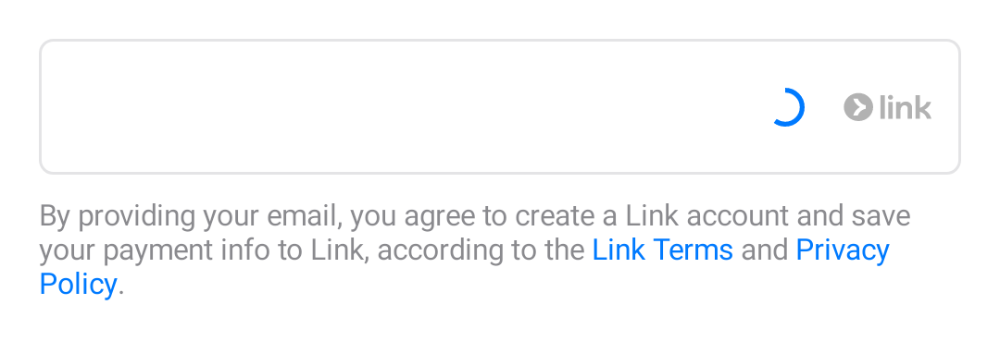 link
By providing your email, you agree to create a Link account and save
your payment info to Link, according to the Link Terms and Privacy
Policy.